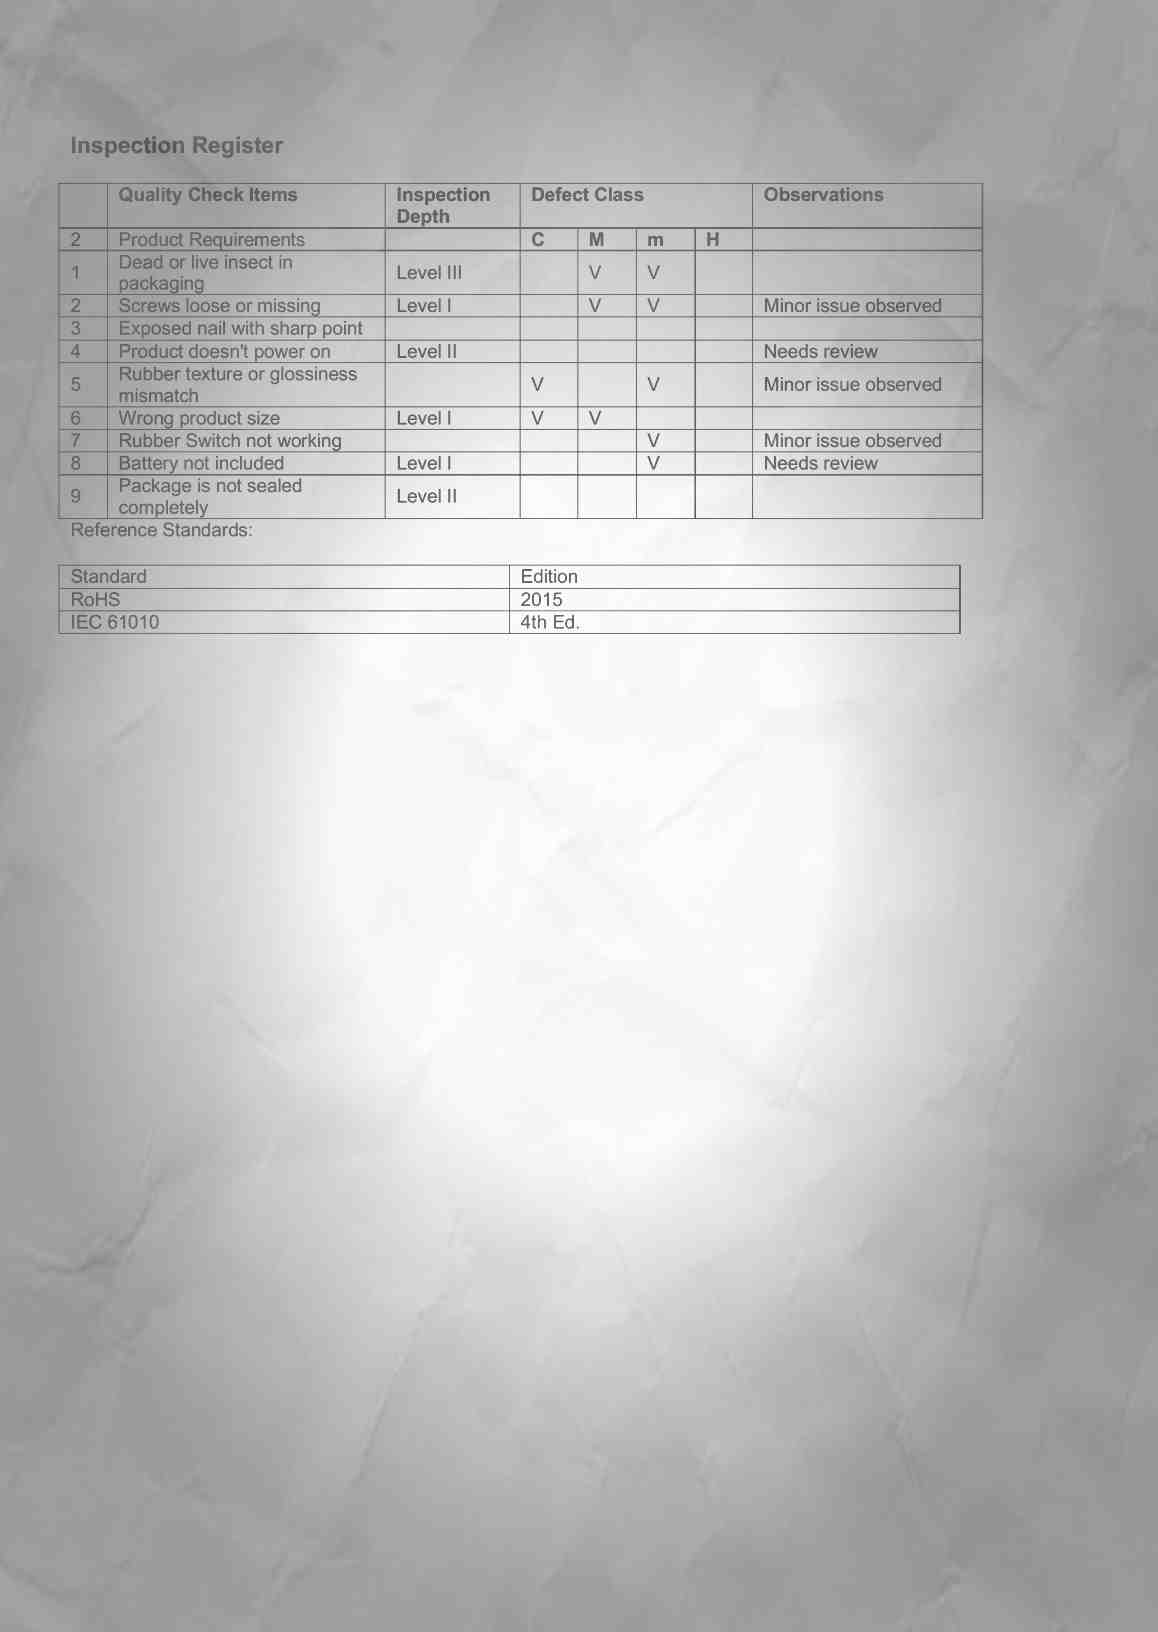 Inspection Register
Quality Check Items Inspection Depth Defect Class Observations
2 Product Requirements C M m H
1 Dead or live insect in packaging Level III V V
2 Screws loose or missing Level I V V Minor issue observed
3 Exposed nail with sharp point
4 Product doesn't power on Level II Needs review
5 Rubber texture or glossiness mismatch V V Minor issue observed
6 Wrong product size Level I V V
7 Rubber Switch not working V Minor issue observed
8 Battery not included Level I V Needs review
9 Package is not sealed completely Level II
Reference Standards:
Standard Edition
RoHS 2015
IEC 61010 4th Ed.